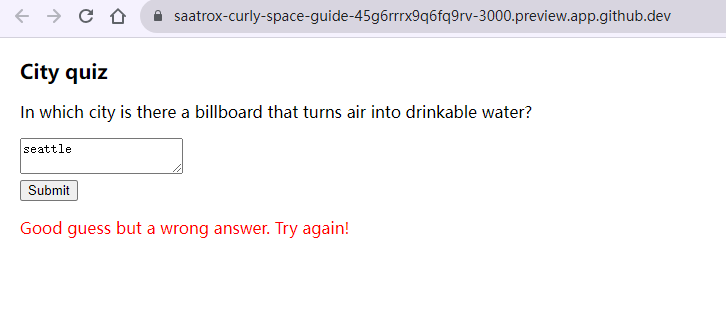 saatrox-curly-space-guide-45g6rrrx9q6fq9rv-3000.preview.app.github.dev
City quiz
In which city is there a billboard that turns air into drinkable water?
seattle
Submit
Good guess but a wrong answer. Try again!